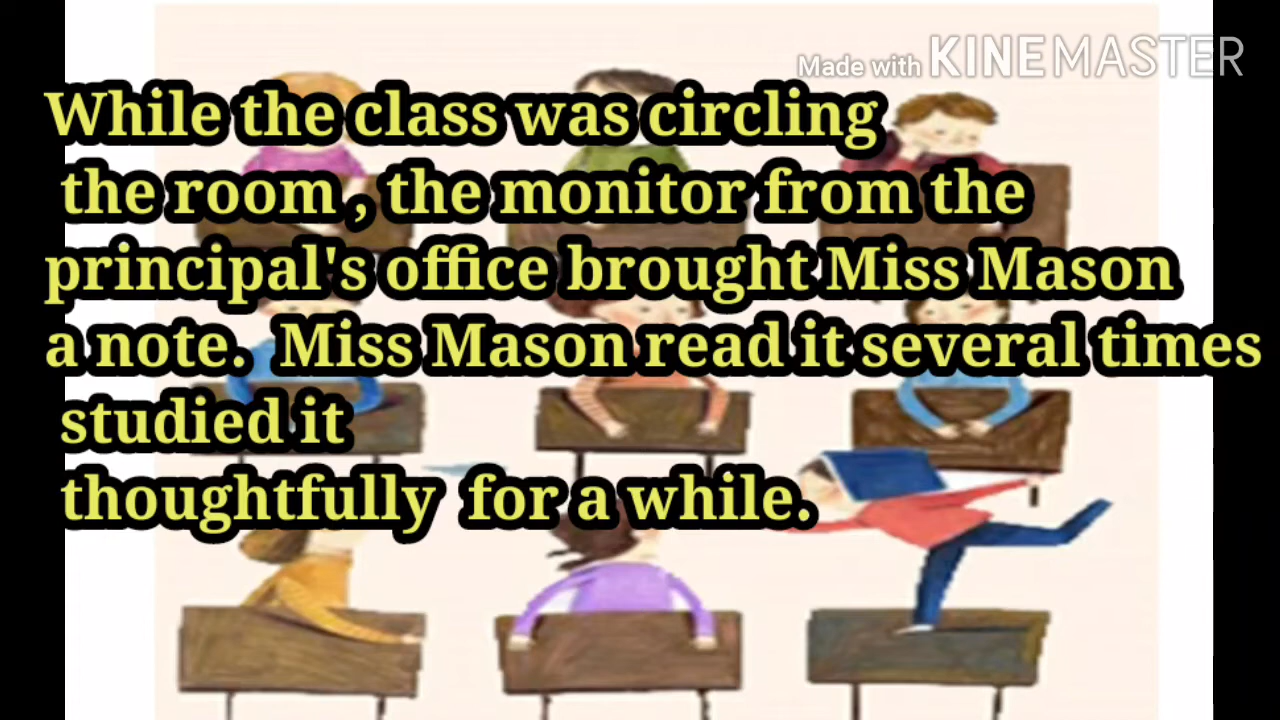 Made with KINEMASTER
While the class was circling
the room , the monitor from the
principal's office brought Miss Mason
a note. Miss Mason read it several times
studied it
thoughtfully for a while.